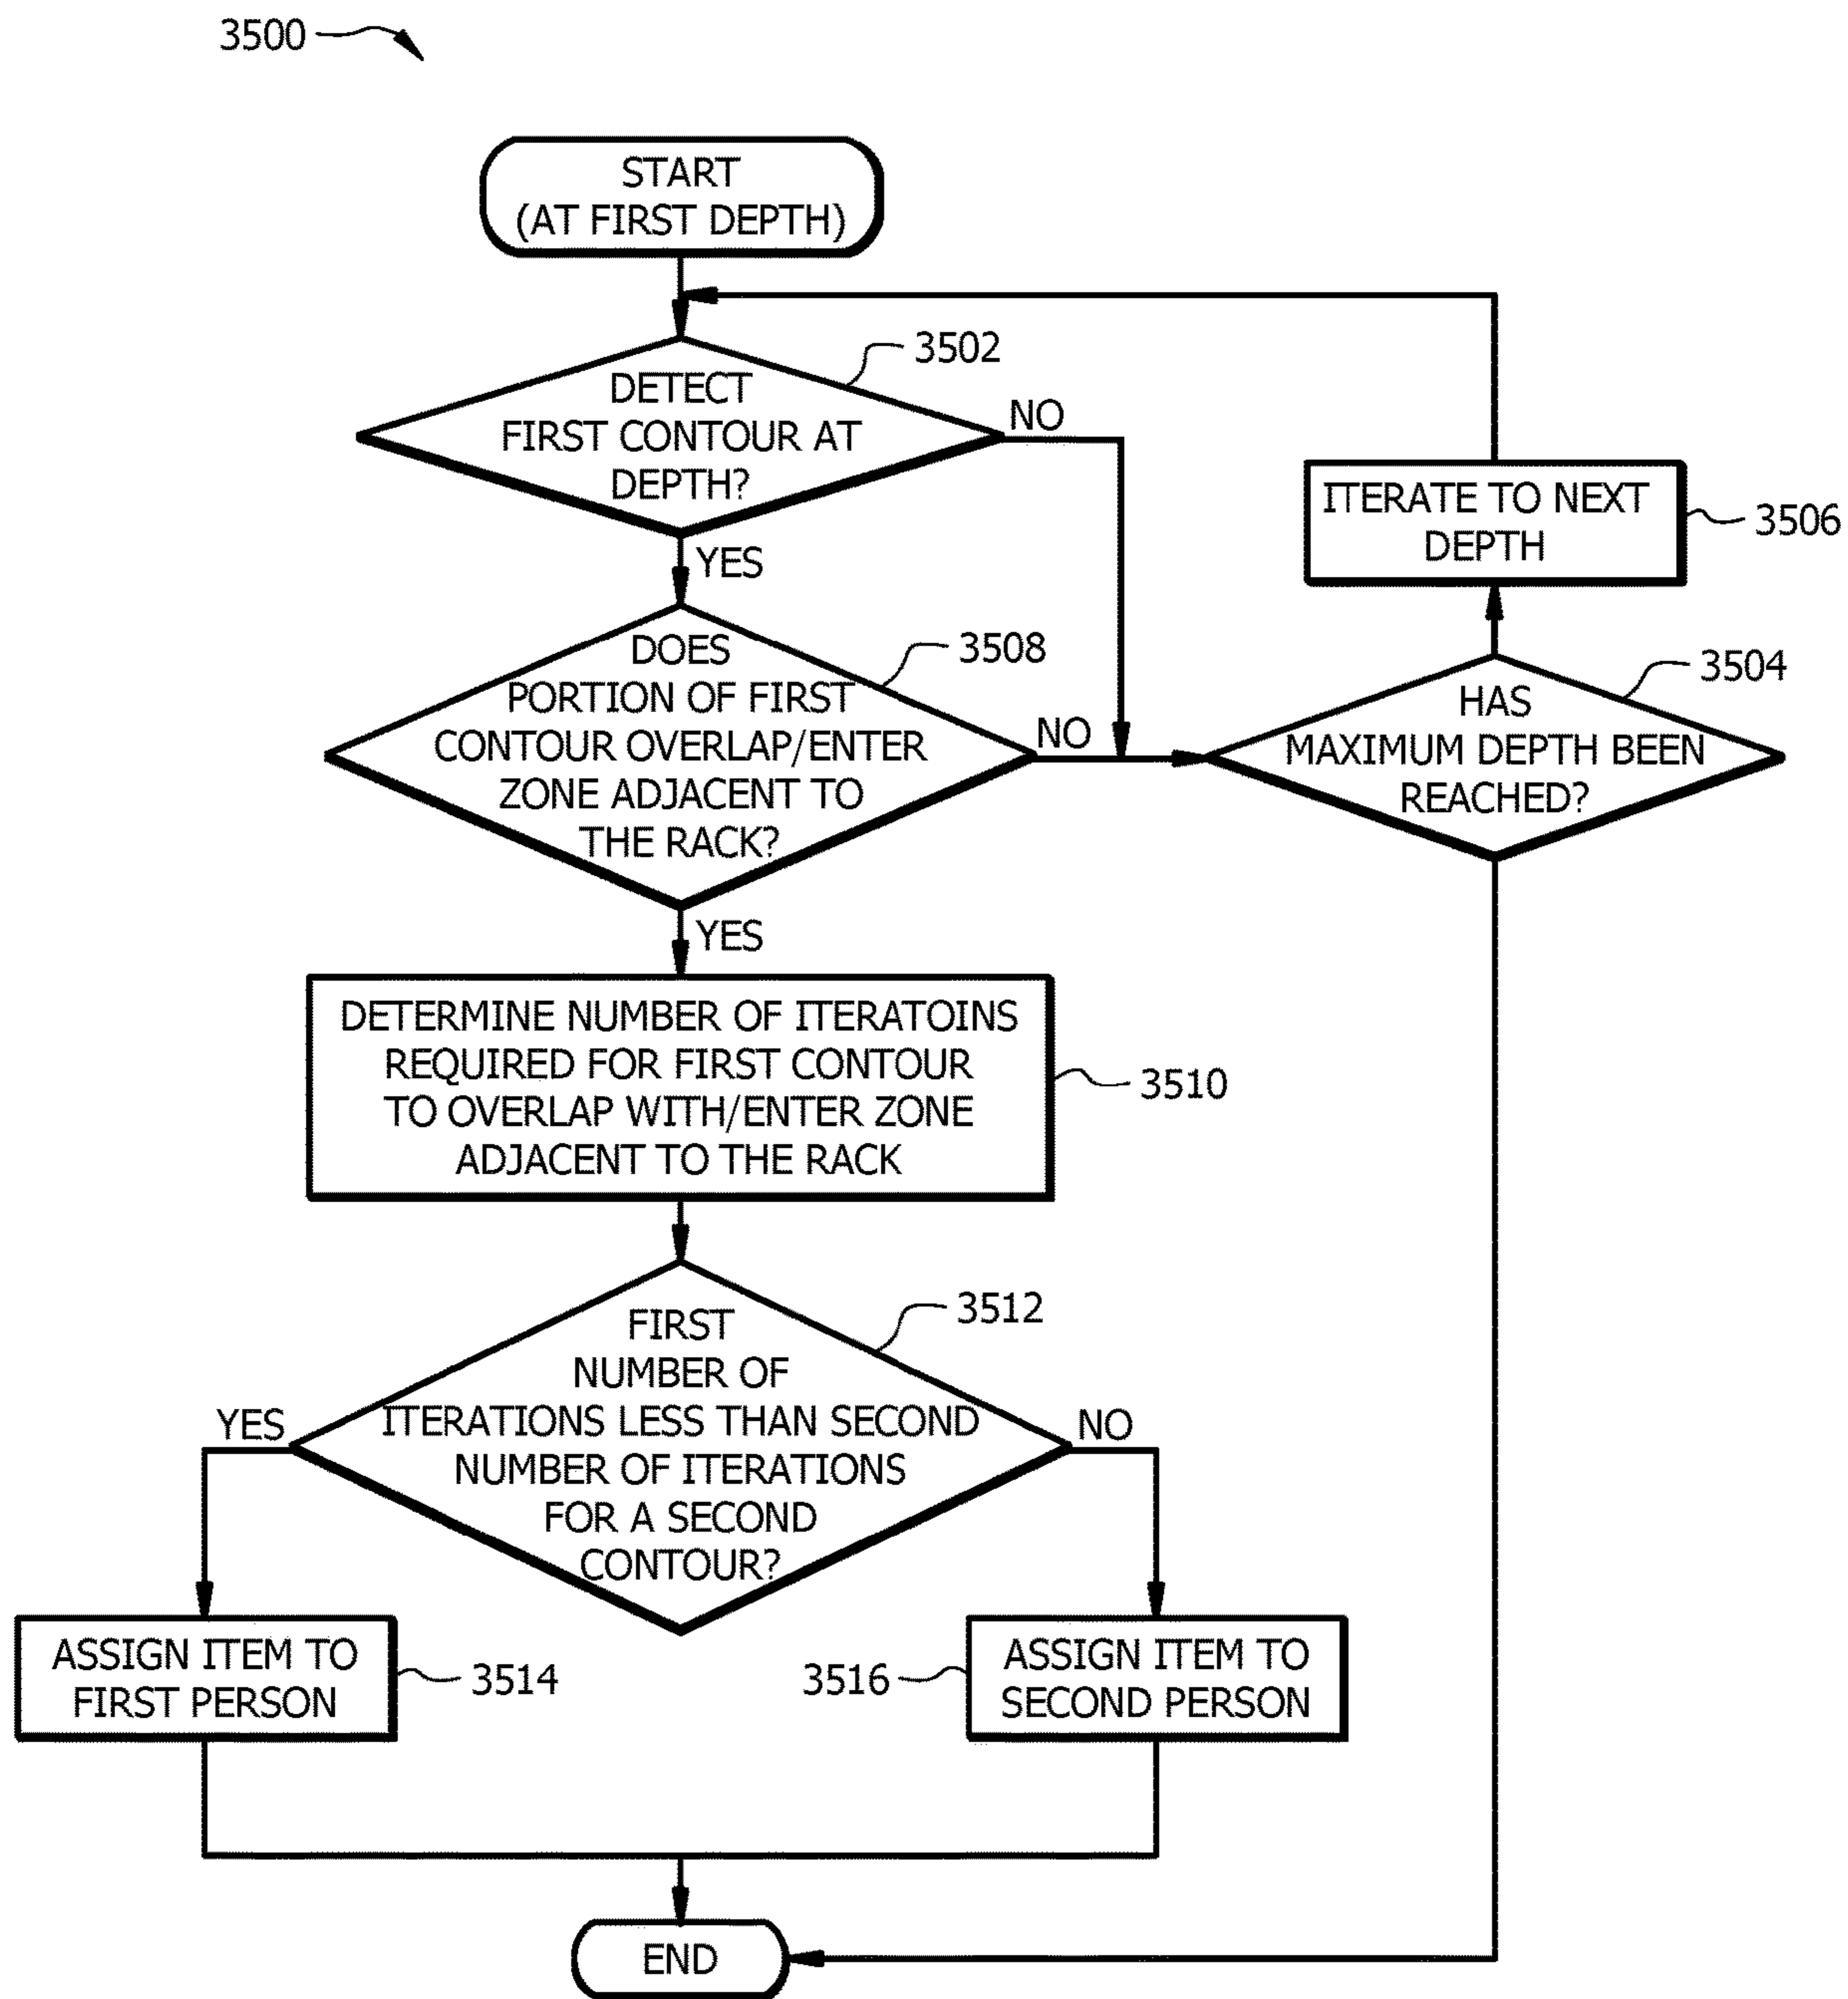 3500
START
(AT FIRST DEPTH)
3502
DETECT
FIRST CONTOUR AT
DEPTH?
NO
YES
ITERATE TO NEXT
DEPTH
3506
DOES
PORTION OF FIRST
CONTOUR OVERLAP/ENTER
ZONE ADJACENT TO
THE RACK?
3508
NO
YES
3504
HAS
MAXIMUM DEPTH BEEN
REACHED?
DETERMINE NUMBER OF ITERATOINS
REQUIRED FOR FIRST CONTOUR
TO OVERLAP WITH/ENTER ZONE
ADJACENT TO THE RACK
3510
3512
FIRST
NUMBER OF
ITERATIONS LESS THAN SECOND
NUMBER OF ITERATIONS
FOR A SECOND
CONTOUR?
YES
NO
ASSIGN ITEM TO
FIRST PERSON
3514
3516
ASSIGN ITEM TO
SECOND PERSON
END